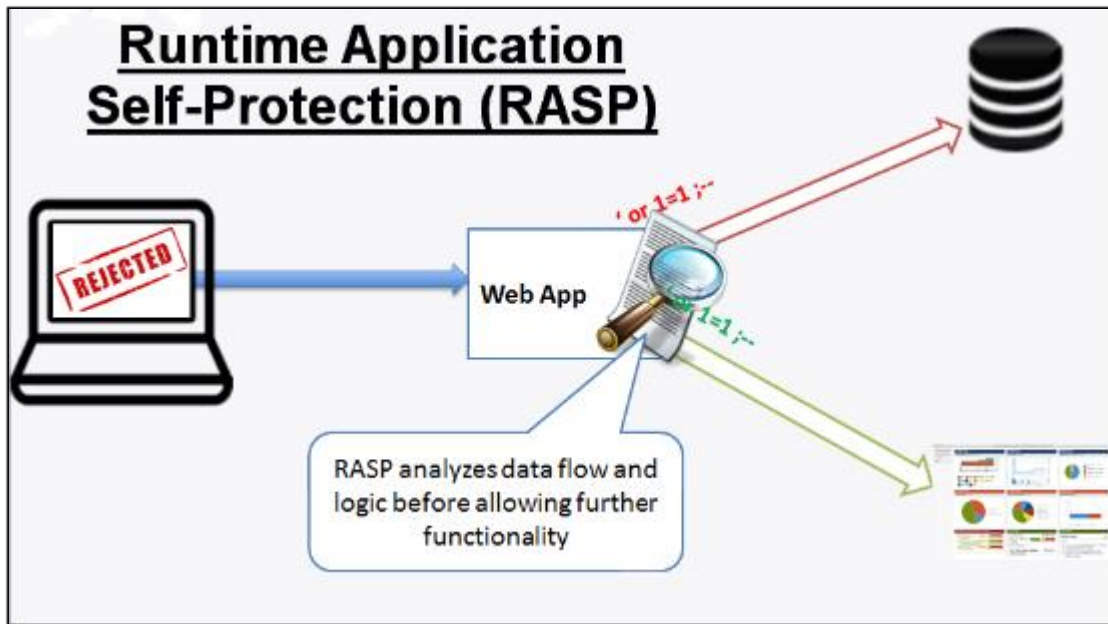 Runtime Application
Self-Protection (RASP)
REJECTED
' or 1=1 ;--
Web App
or 1=1 ;--
RASP analyzes data flow and
logic before allowing further
functionality